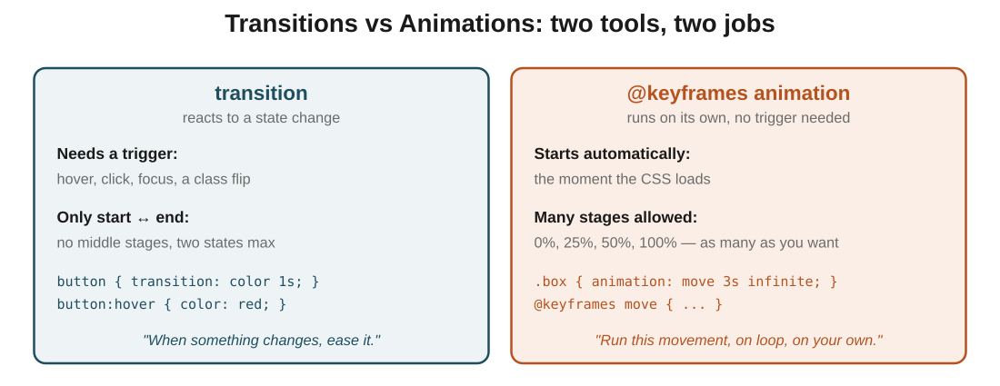 Transitions vs Animations: two tools, two jobs
transition
reacts to a state change
Needs a trigger:
hover, click, focus, a class flip
Only start ↔ end:
no middle stages, two states max
button { transition: color 1s; }
button:hover { color: red; }
"When something changes, ease it."
@keyframes animation
runs on its own, no trigger needed
Starts automatically:
the moment the CSS loads
Many stages allowed:
0%, 25%, 50%, 100% — as many as you want
.box { animation: move 3s infinite; }
@keyframes move { ... }
"Run this movement, on loop, on your own."